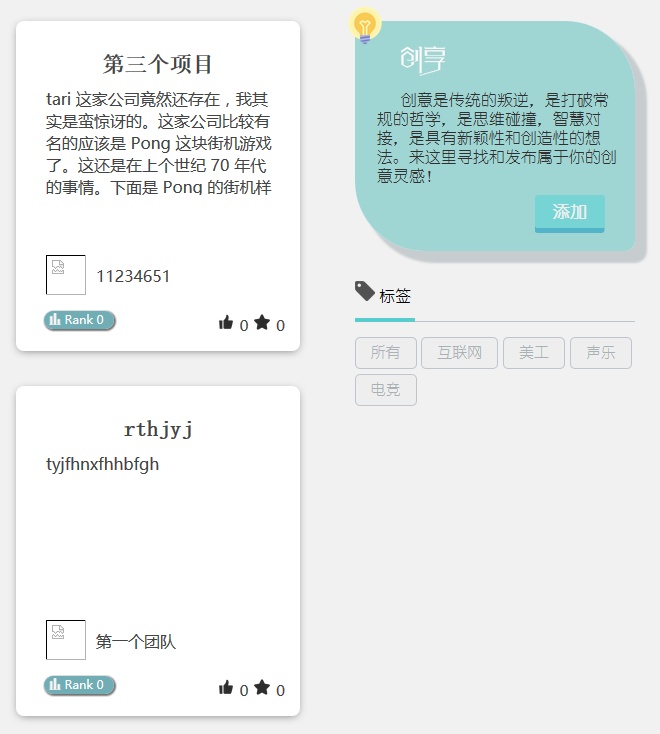 第三个项目
tari 这家公司竟然还存在，我其
实是蛮惊讶的。这家公司比较有
名的应该是 Pong 这块街机游戏
了。这还是在上个世纪 70 年代
的事情。下面是 Pong 的街机样
11234651
Rank 0
0 0
rthjyj
tyjfhnxfhhbfgh
第一个团队
Rank 0
0 0
创享
创意是传统的叛逆，是打破常
规的哲学，是思维碰撞，智慧对
接，是具有新颖性和创造性的想
法。来这里寻找和发布属于你的创
意灵感！
添加
标签
所有 互联网 美工 声乐
电竞